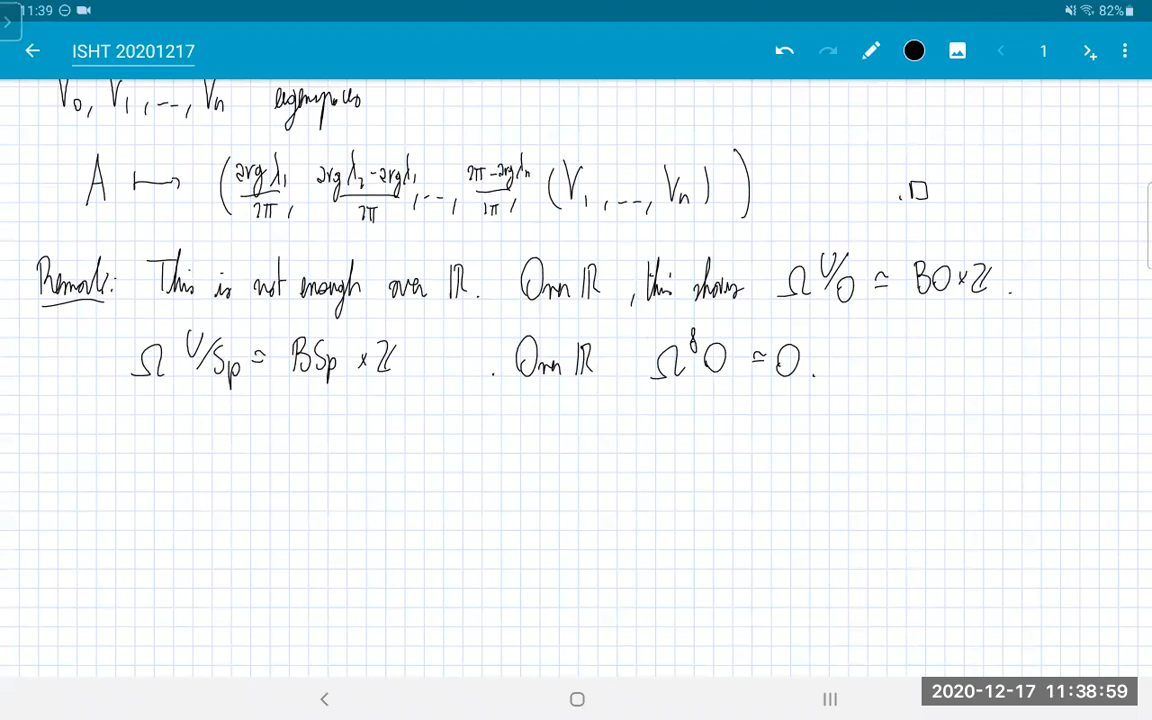 11:39 82%
ISHT 20201217 1
V₀, V₁, ..., Vₙ eigenspaces
A ⟼ (arg λ₁/2π, arg λ₂ - arg λ₁/2π, ..., 2π - arg λₙ/2π, (V₁, ..., Vₙ)) . □
Remark: This is not enough over ℝ. Over ℝ, this shows Ω U/O ≃ BO × ℤ.
Ω U/Sp ≃ BSp × ℤ . Over ℝ Ω⁸O ≃ O.
2020-12-17 11:38:59